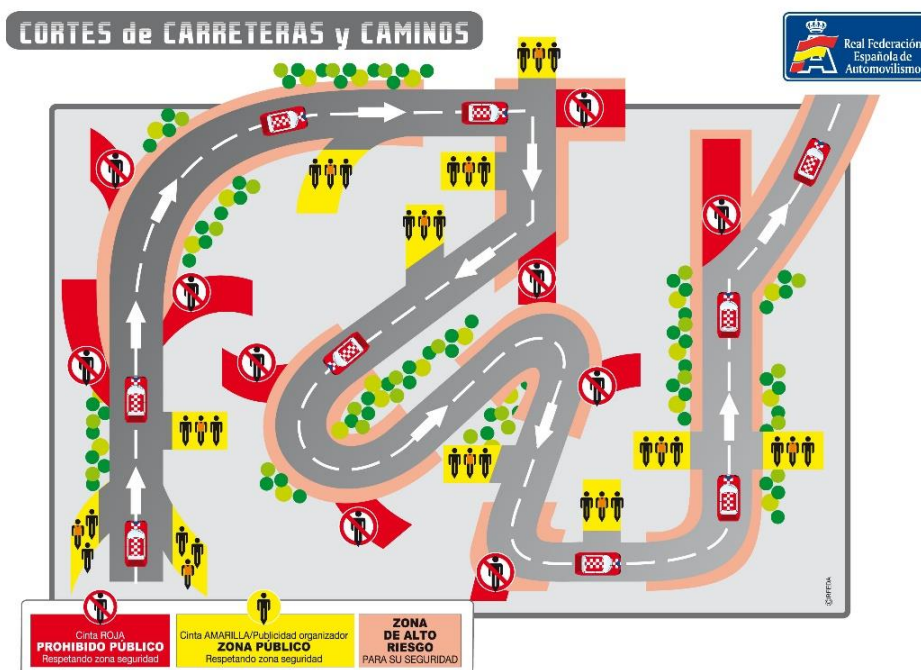 CORTES de CARRETERAS y CAMINOS
Real Federación
Española de
Automovilismo
©RFEDA
Cinta ROJA
PROHIBIDO PÚBLICO
Respetando zona seguridad
Cinta AMARILLA/Publicidad organizador
ZONA PÚBLICO
Respetando zona seguridad
ZONA
DE ALTO
RIESGO
PARA SU SEGURIDAD